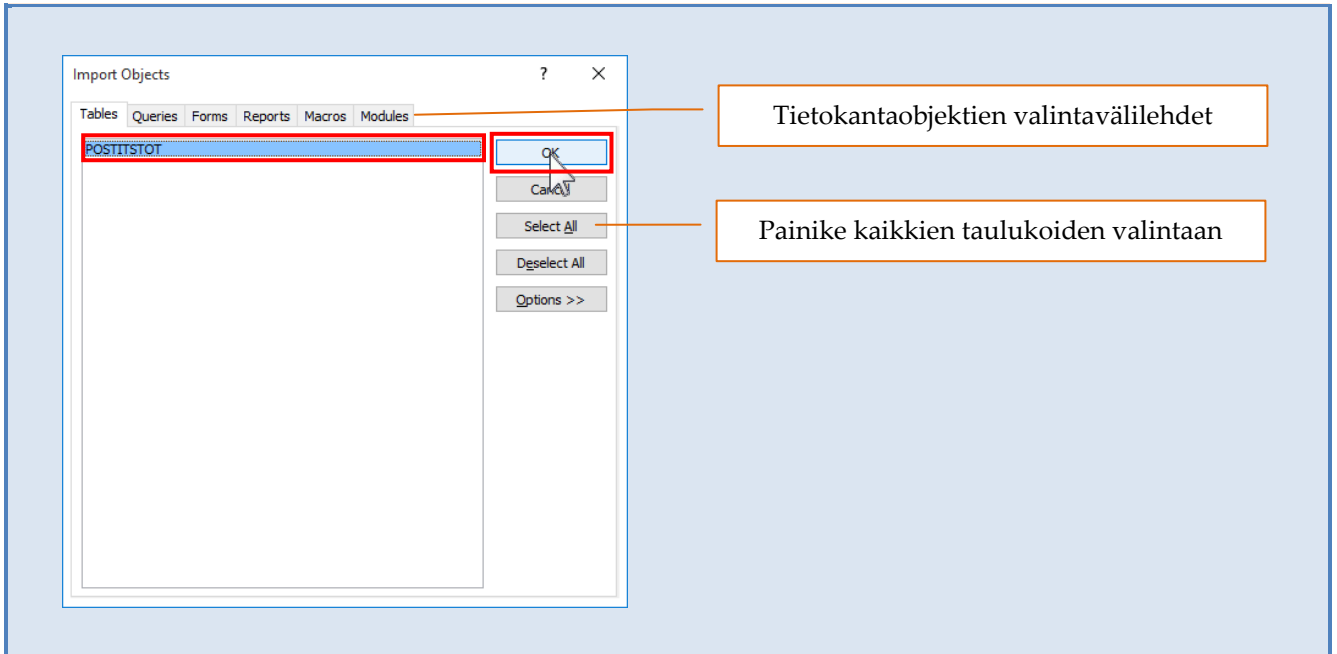 Import Objects
? X
Tables Queries Forms Reports Macros Modules
POSTITSTOT
OK
Cancel
Select All
Deselect All
Options >>
Tietokantaobjektien valintavälilehdet
Painike kaikkien taulukoiden valintaan